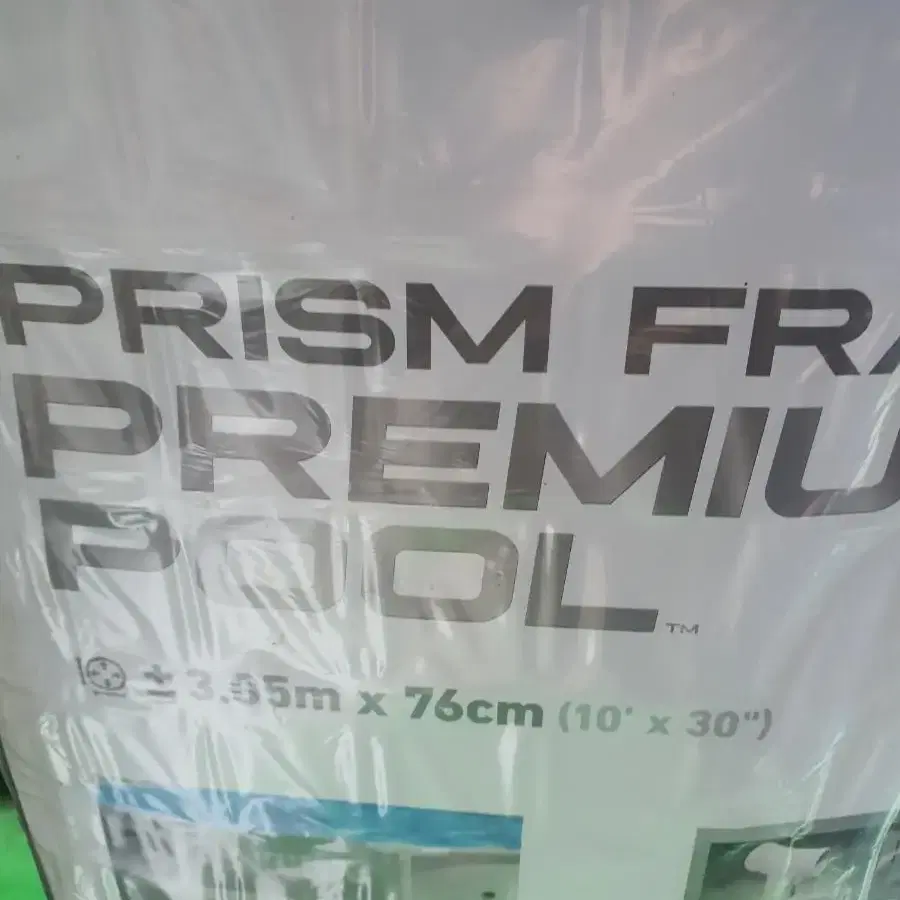 PRISM FRA
PREMIU
POOL™
± 3.05m x 76cm (10' x 30")